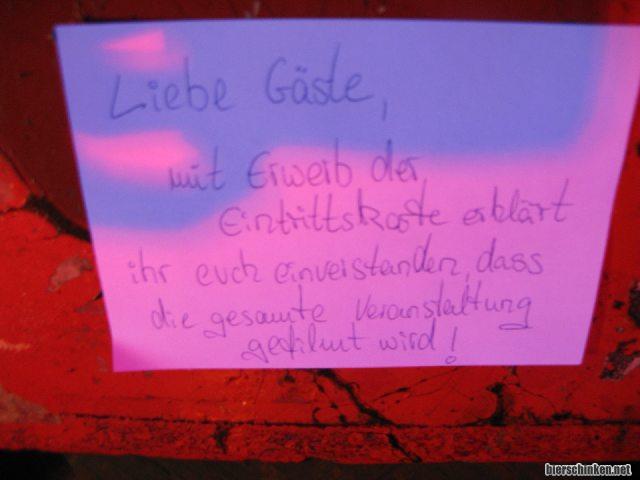 Liebe Gäste,
mit Erwerb der
Eintrittskarte erklärt
ihr euch einverstanden, dass
die gesamte Veranstaltung
gefilmt wird!
bierschinken.net